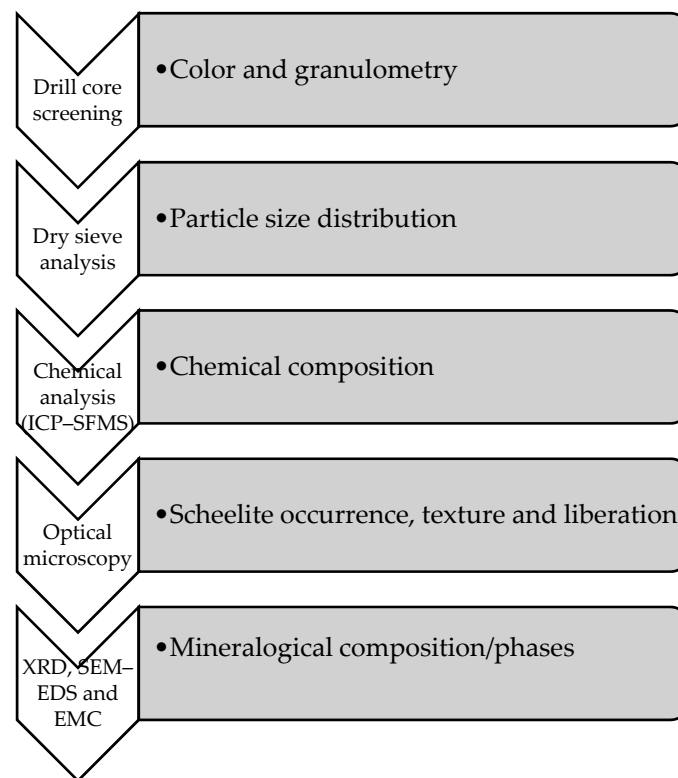 Drill core
screening
•Color and granulometry
Dry sieve
analysis
•Particle size distribution
Chemical
analysis
(ICP–SFMS)
•Chemical composition
Optical
microscopy
•Scheelite occurrence, texture and liberation
XRD, SEM–
EDS and
EMC
•Mineralogical composition/phases